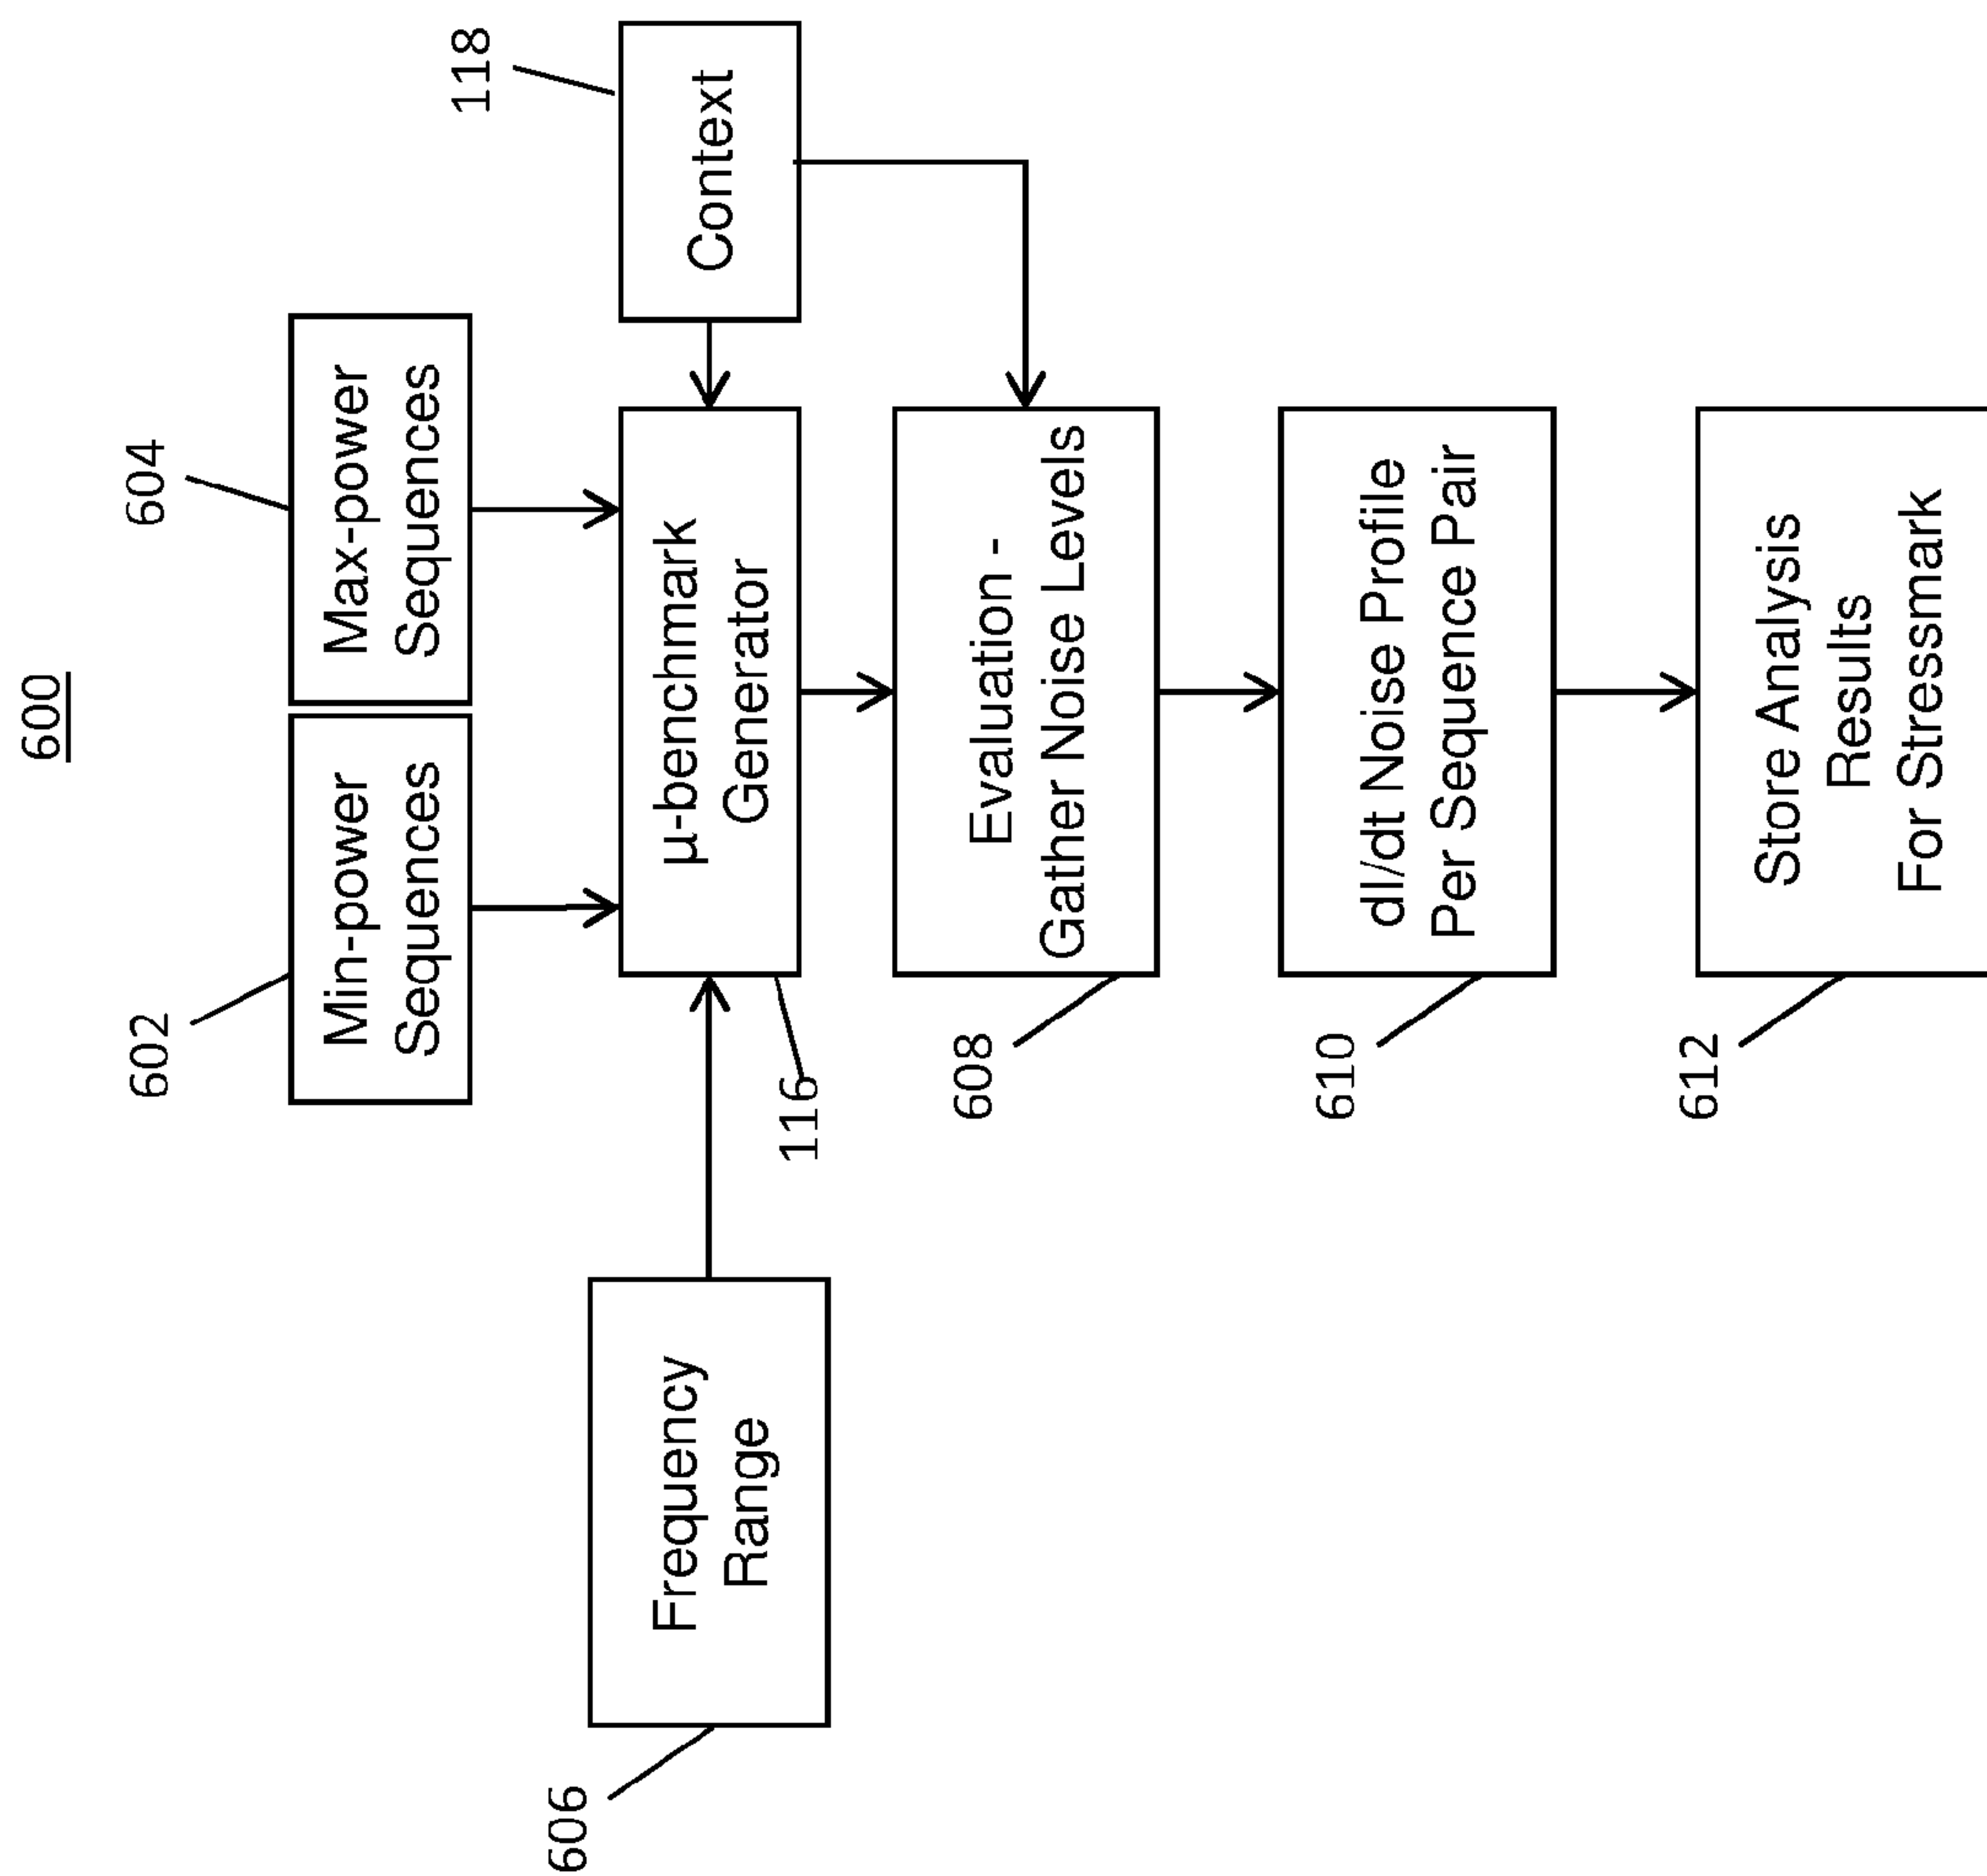 600
602
604
Min-power
Sequences
Max-power
Sequences
118
Context
606
Frequency
Range
116
µ-benchmark
Generator
608
Evaluation -
Gather Noise Levels
610
dI/dt Noise Profile
Per Sequence Pair
612
Store Analysis
Results
For Stressmark